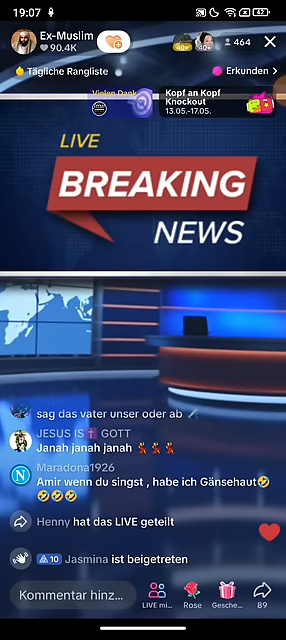 19:07
42
Ex-Muslim
90.4K
40+
40+
464
Tägliche Rangliste
Erkunden >
Vielen Dank
Kopf an Kopf
Knockout
13.05.-17.05.
LIVE
BREAKING
NEWS
sag das vater unser oder ab
JESUS IS GOTT
Janah janah janah
Maradona1926
Amir wenn du singst , habe ich Gänsehaut🤣
🤣🤣🤣
Henny hat das LIVE geteilt
10 Jasmina ist beigetreten
Kommentar hinz...
LIVE mi...
Rose
Gesche...
89